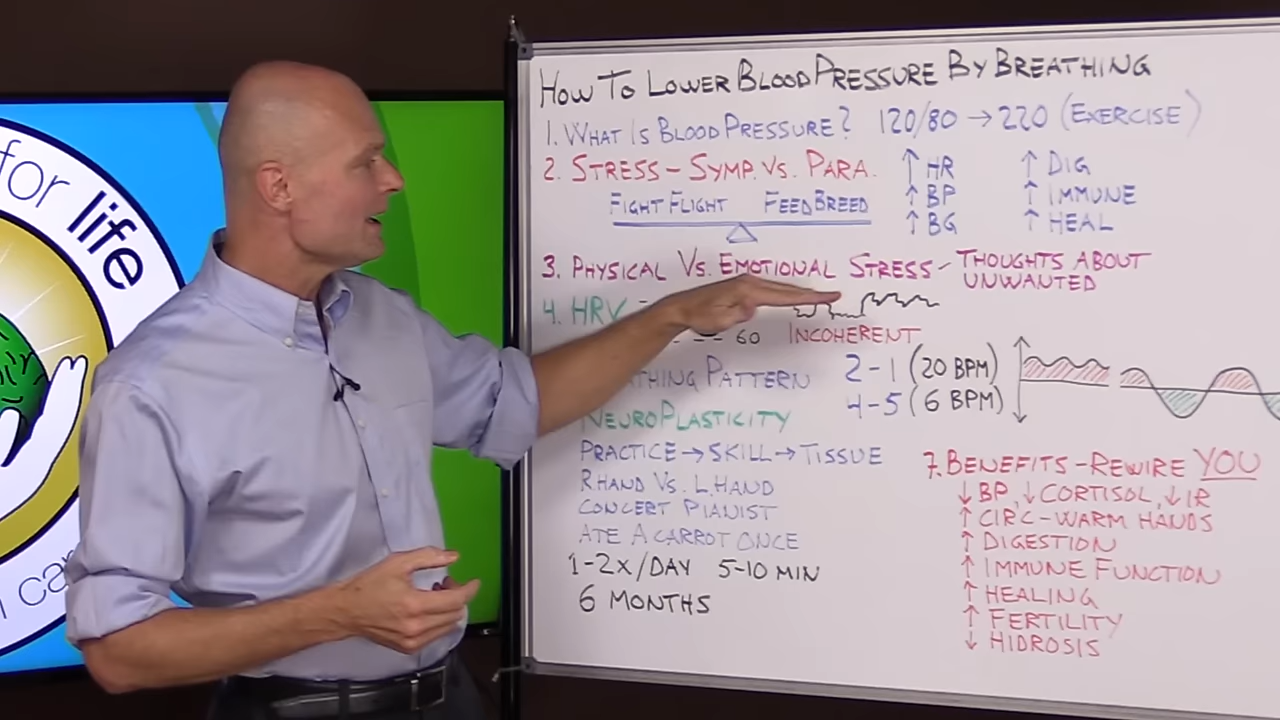 for life
HOW TO LOWER BLOOD PRESSURE BY BREATHING
1. WHAT IS BLOOD PRESSURE? 120/80 → 220 (EXERCISE)
2. STRESS – SYMP. VS. PARA. ↑ HR ↑ DIG
FIGHT FLIGHT FEED BREED ↑ BP ↑ IMMUNE
↑ BG ↑ HEAL
3. PHYSICAL VS. EMOTIONAL STRESS – THOUGHTS ABOUT
UNWANTED
4. HRV
60 INCOHERENT
PATTERN 2-1 (20 BPM)
4-5 (6 BPM)
NEUROPLASTICITY
PRACTICE → SKILL → TISSUE
R HAND VS. L. HAND
CONCERT PIANIST
ATE A CARROT ONCE
1-2X/DAY 5-10 MIN
6 MONTHS
7. BENEFITS – REWIRE YOU
↓ BP, ↓ CORTISOL, ↓ IR
↑ CIRC – WARM HANDS
↑ DIGESTION
↑ IMMUNE FUNCTION
↑ HEALING
↑ FERTILITY
↓ HIDROSIS